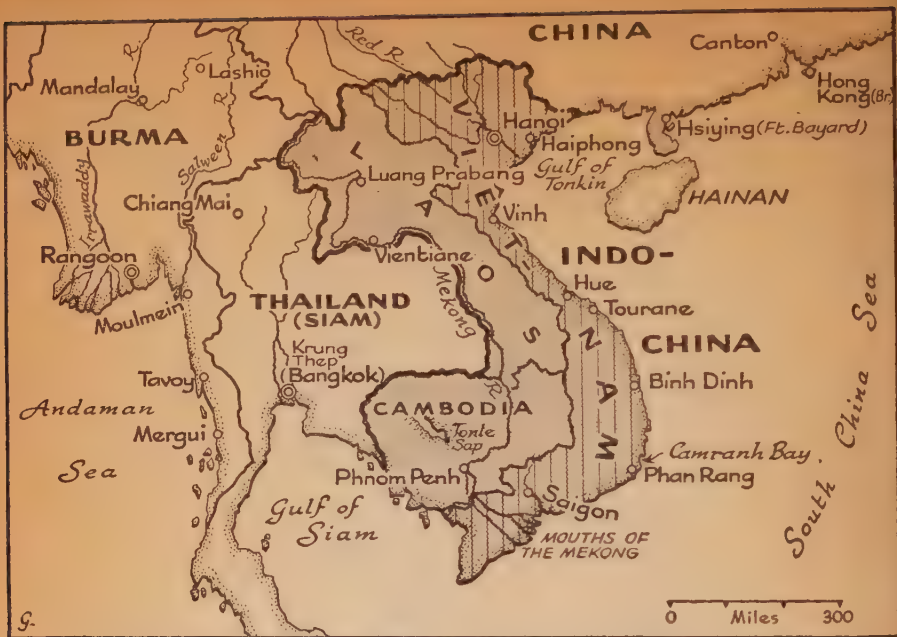 CHINA
Canton
Hong
Kong (Br)
Red R.
R.
Lashio
Mandalay
BURMA
Salween R.
Irrawaddy
Hanoi
Haiphong
Hsiying (Ft. Bayard)
Gulf of
Tonkin
HAINAN
Luang Prabang
Chiang Mai
Vinh
VIET-NAM
LAOS
Rangoon
Vientiane
Mekong
INDO-
CHINA
Moulmein
THAILAND
(SIAM)
Hue
Tourane
Krung
Thep
(Bangkok)
Tavoy
Binh Dinh
Andaman
Sea
CAMBODIA
Tonle
Sap
Mergui
Camranh Bay
Phan Rang
Phnom Penh
Saigon
Gulf of
Siam
MOUTHS OF
THE MEKONG
South China Sea
0 Miles 300
G-